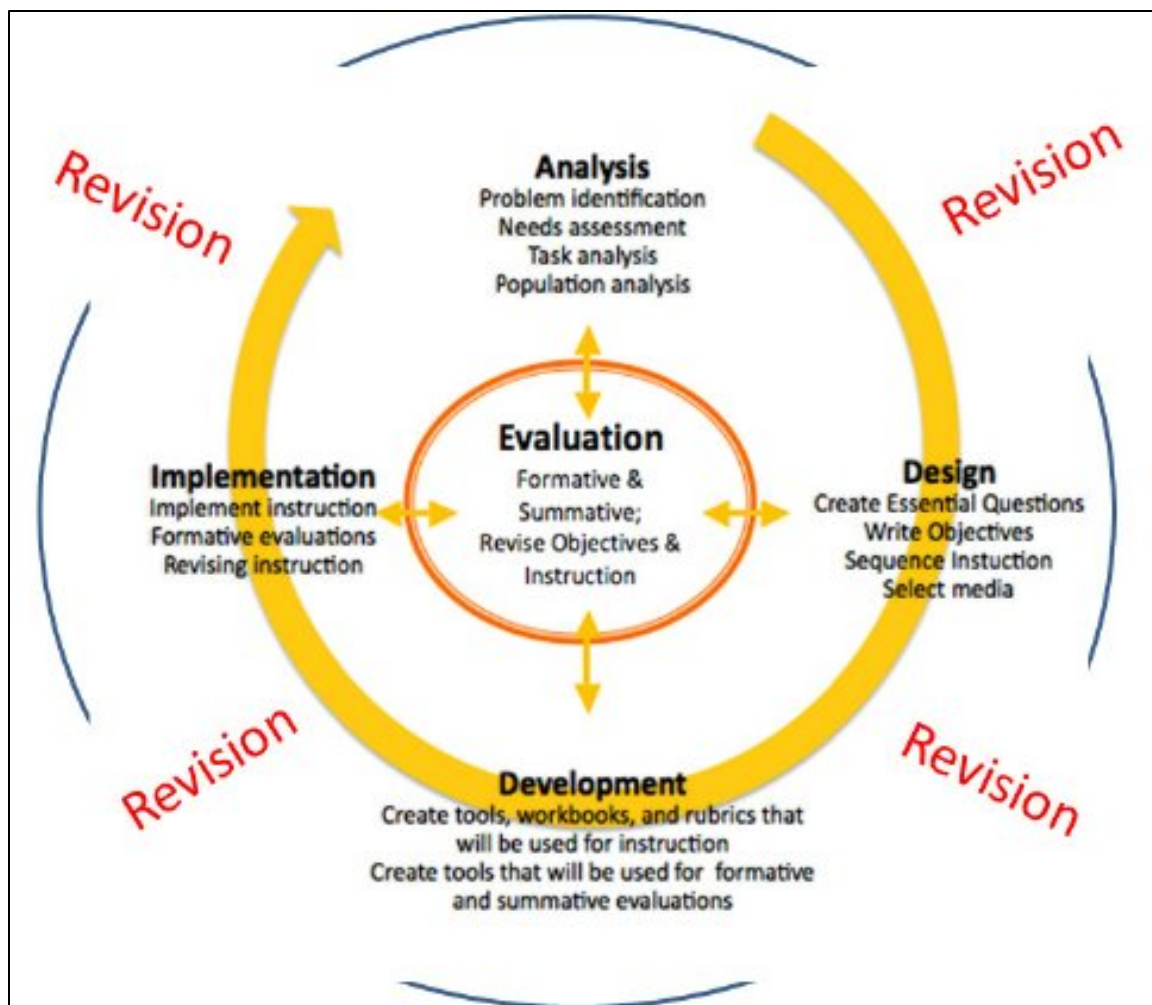 Revision
Revision
Analysis
Problem identification
Needs assessment
Task analysis
Population analysis
Evaluation
Formative &
Summative;
Revise Objectives &
Instruction
Implementation
Implement instruction
Formative evaluations
Revising instruction
Design
Create Essential Questions
Write Objectives
Sequence Instuction
Select media
Revision
Revision
Development
Create tools, workbooks, and rubrics that
will be used for instruction
Create tools that will be used for formative
and summative evaluations